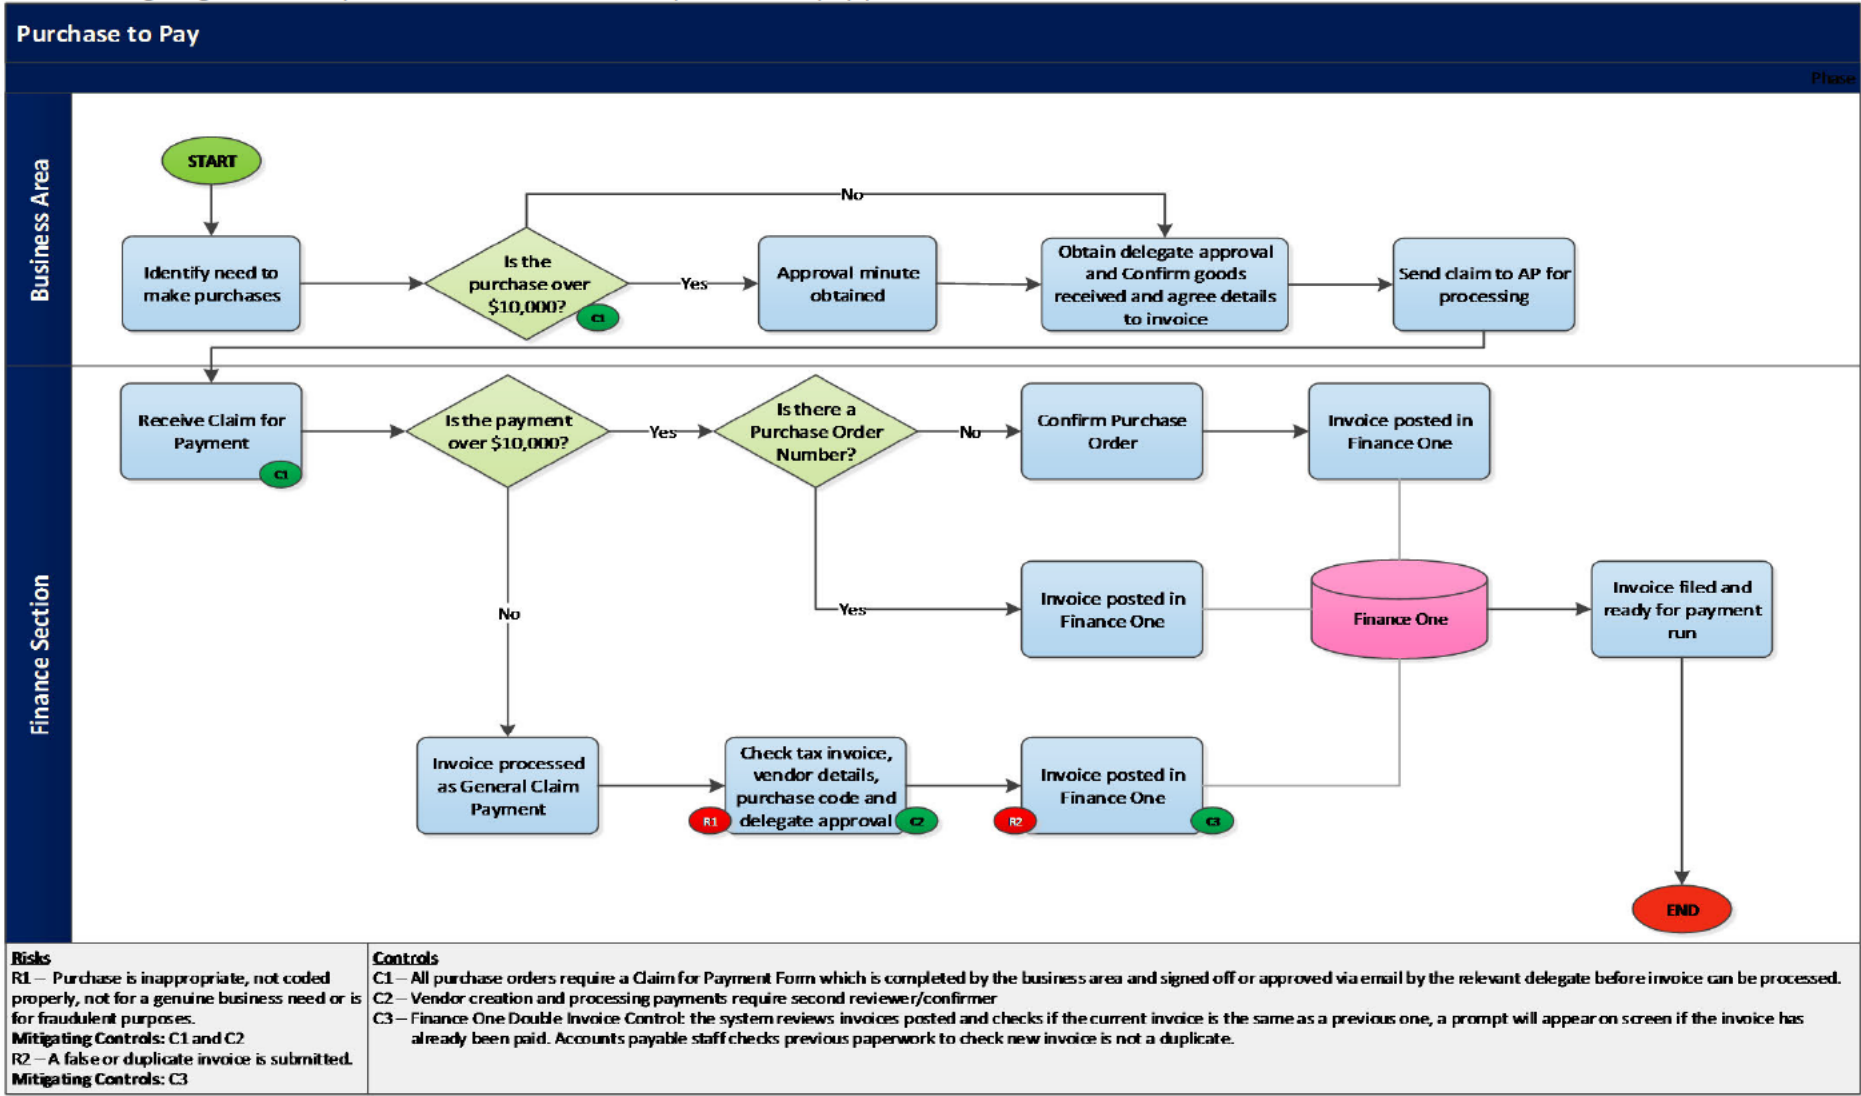 Purchase to Pay
Phase
Business Area
START
No
Identify need to
make purchases
Is the
purchase over
$10,000?
C1
Yes
Approval minute
obtained
Obtain delegate approval
and Confirm goods
received and agree details
to invoice
Send claim to AP for
processing
Finance Section
Receive Claim for
Payment
C1
Is the payment
over $10,000?
Yes
Is there a
Purchase Order
Number?
No
Confirm Purchase
Order
Invoice posted in
Finance One
No
Yes
Invoice posted in
Finance One
Finance One
Invoice filed and
ready for payment
run
Invoice processed
as General Claim
Payment
Check tax invoice,
vendor details,
purchase code and
delegate approval
R1
C2
Invoice posted in
Finance One
R2
C3
END
Risks
R1 – Purchase is inappropriate, not coded
properly, not for a genuine business need or is
for fraudulent purposes.
Mitigating Controls: C1 and C2
R2 – A false or duplicate invoice is submitted.
Mitigating Controls: C3
Controls
C1 – All purchase orders require a Claim for Payment Form which is completed by the business area and signed off or approved via email by the relevant delegate before invoice can be processed.
C2 – Vendor creation and processing payments require second reviewer/confirmer
C3 – Finance One Double Invoice Control: the system reviews invoices posted and checks if the current invoice is the same as a previous one, a prompt will appear on screen if the invoice has
already been paid. Accounts payable staff checks previous paperwork to check new invoice is not a duplicate.